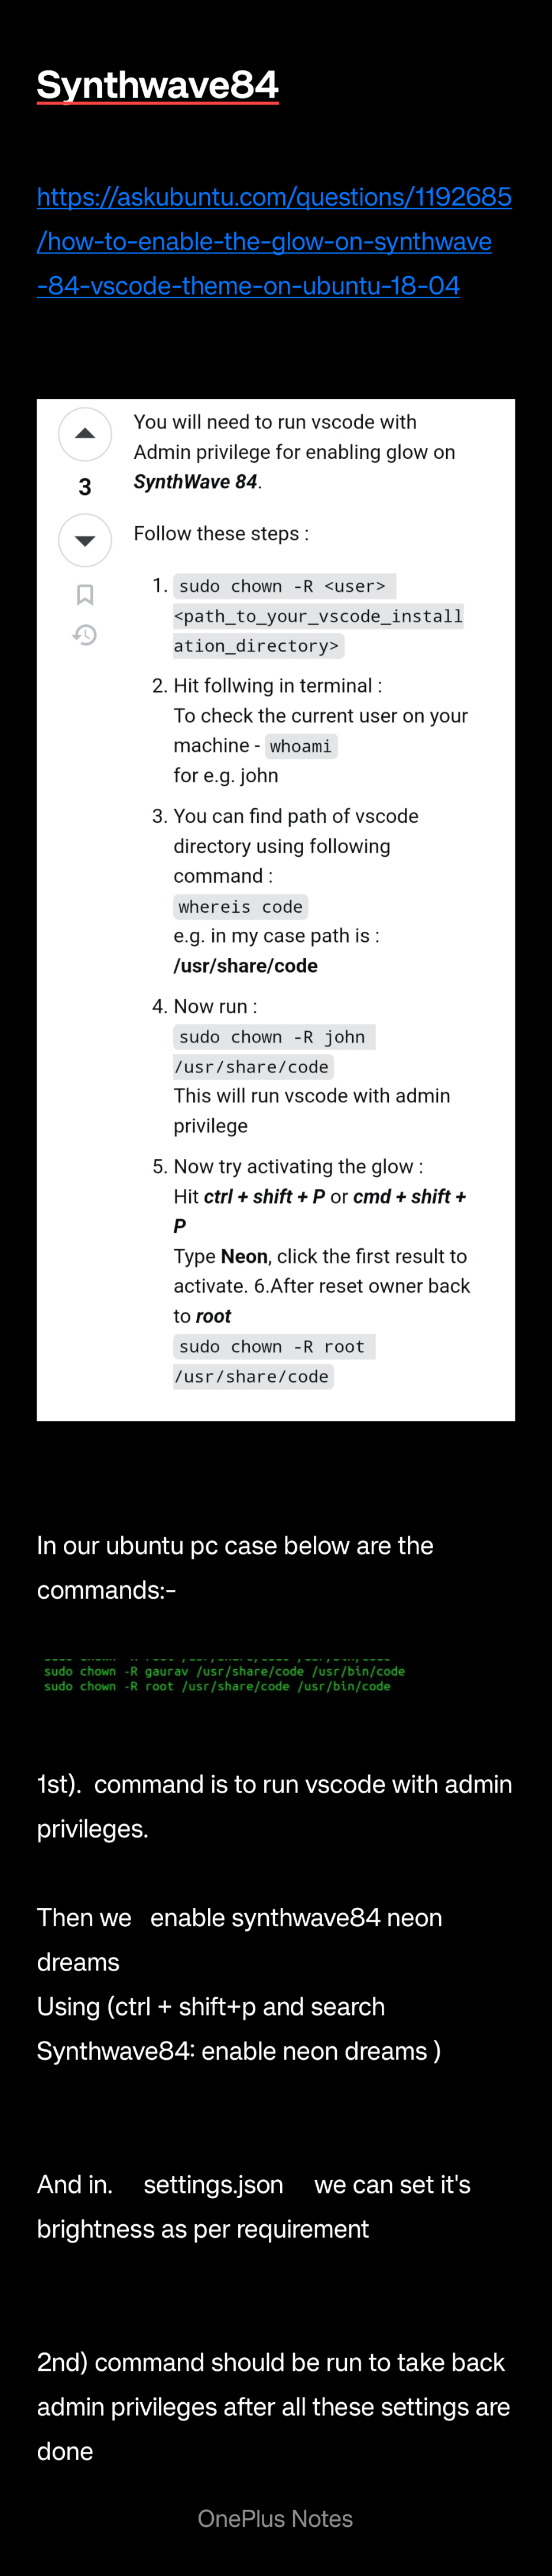 Synthwave84
https://askubuntu.com/questions/1192685
/how-to-enable-the-glow-on-synthwave
-84-vscode-theme-on-ubuntu-18-04
You will need to run vscode with
Admin privilege for enabling glow on
3
SynthWave 84.
Follow these steps :
1. sudo chown -R <user>
<path_to_your_vscode_install
ation_directory>
2. Hit follwing in terminal :
To check the current user on your
machine - whoami
for e.g. john
3. You can find path of vscode
directory using following
command :
whereis code
e.g. in my case path is :
/usr/share/code
4. Now run :
sudo chown -R john
/usr/share/code
This will run vscode with admin
privilege
5. Now try activating the glow :
Hit ctrl + shift + P or cmd + shift +
P
Type Neon, click the first result to
activate. 6.After reset owner back
to root
sudo chown -R root
/usr/share/code
In our ubuntu pc case below are the
commands:-
sudo chown -R gaurav /usr/share/code /usr/bin/code
sudo chown -R root /usr/share/code /usr/bin/code
1st). command is to run vscode with admin
privileges.
Then we enable synthwave84 neon
dreams
Using (ctrl + shift+p and search
Synthwave84: enable neon dreams )
And in. settings.json we can set it's
brightness as per requirement
2nd) command should be run to take back
admin privileges after all these settings are
done
OnePlus Notes